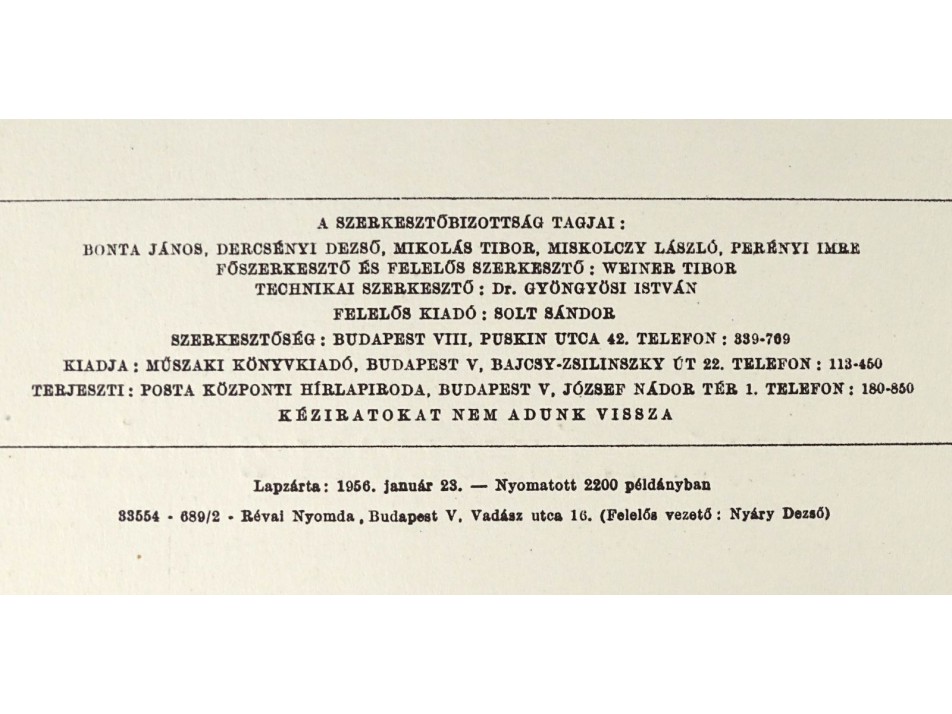 A SZERKESZTŐBIZOTTSÁG TAGJAI :
BONTA JÁNOS, DERCSÉNYI DEZSŐ, MIKOLÁS TIBOR, MISKOLCZY LÁSZLÓ, PERÉNYI IMRE
FŐSZERKESZTŐ ÉS FELELŐS SZERKESZTŐ : WEINER TIBOR
TECHNIKAI SZERKESZTŐ : Dr. GYÖNGYÖSI ISTVÁN
FELELŐS KIADÓ : SOLT SÁNDOR
SZERKESZTŐSÉG : BUDAPEST VIII, PUSKIN UTCA 42. TELEFON : 339-769
KIADJA : MŰSZAKI KÖNYVKIADÓ, BUDAPEST V, BAJCSY-ZSILINSZKY ÚT 22. TELEFON : 113-450
TERJESZTI : POSTA KÖZPONTI HÍRLAPIRODA, BUDAPEST V, JÓZSEF NÁDOR TÉR 1. TELEFON : 180-850
KÉZIRATOKAT NEM ADUNK VISSZA
Lapzárta : 1956. január 23. — Nyomatott 2200 példányban
33554 - 689/2 - Révai Nyomda, Budapest V. Vadász utca 16. (Felelős vezető : Nyáry Dezső)